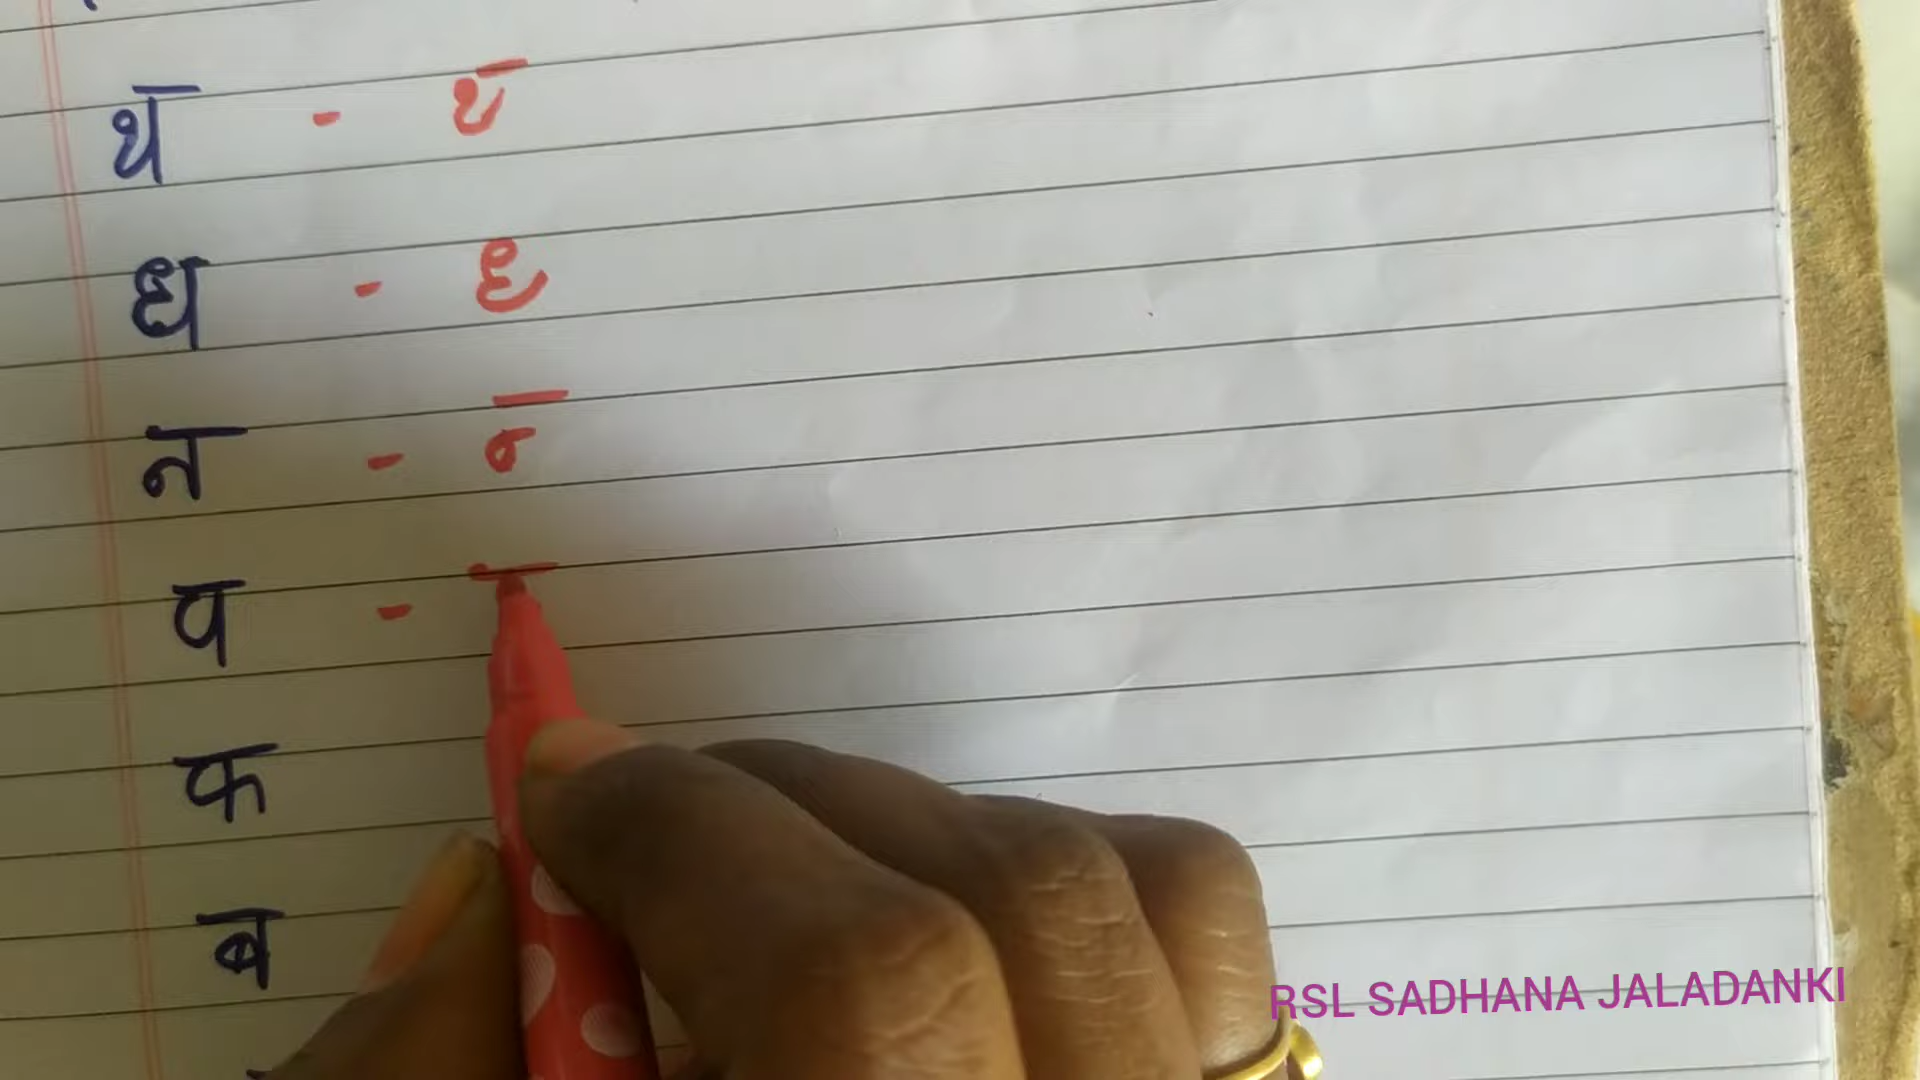 थ - थ्
ध - ध्
न - न्
प -
फ
ब
RSL SADHANA JALADANKI